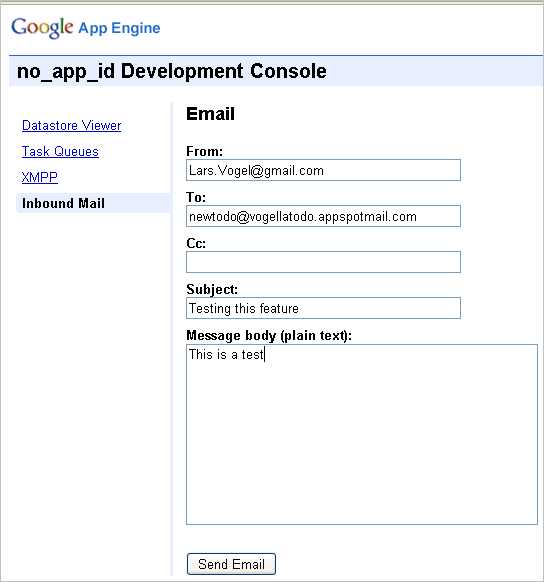 Google App Engine
no_app_id Development Console
Datastore Viewer
Task Queues
XMPP
Inbound Mail
Email
From:
Lars.Vogel@gmail.com
To:
newtodo@vogellatodo.appspotmail.com
Cc:
Subject:
Testing this feature
Message body (plain text):
This is a test
Send Email